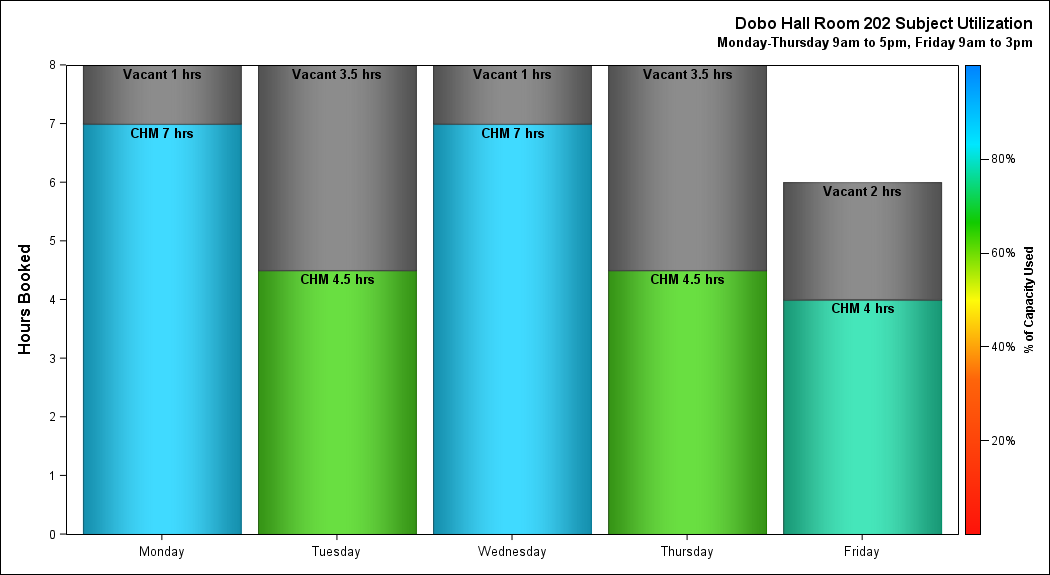 Dobo Hall Room 202 Subject Utilization
Monday-Thursday 9am to 5pm, Friday 9am to 3pm
Hours Booked
8
7
6
5
4
3
2
1
0
Vacant 1 hrs
CHM 7 hrs
Vacant 3.5 hrs
CHM 4.5 hrs
Vacant 1 hrs
CHM 7 hrs
Vacant 3.5 hrs
CHM 4.5 hrs
Vacant 2 hrs
CHM 4 hrs
Monday
Tuesday
Wednesday
Thursday
Friday
80%
60%
40%
20%
% of Capacity Used